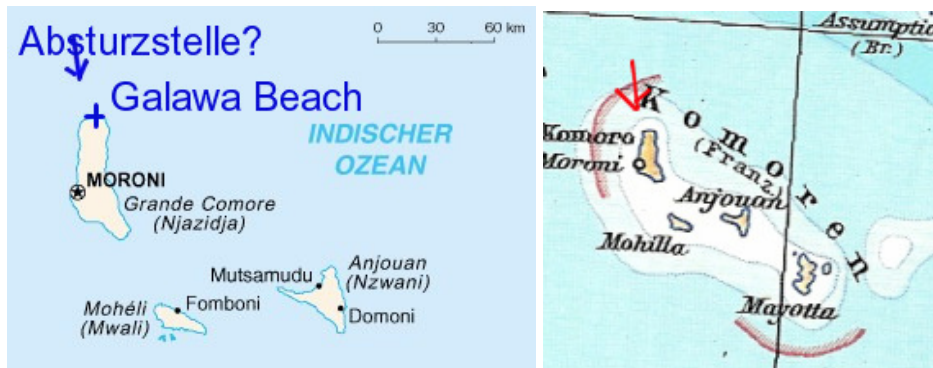 Absturzstelle?
0 30 60 km
Galawa Beach
INDISCHER
OZEAN
MORONI
Grande Comore
(Njazidja)
Anjouan
(Nzwani)
Mutsamudu
Mohéli
(Mwali)
Fomboni
Domoni
Assumptio
(Br.)
Komoren
(Franz.)
Komoro
Moroni
Anjouan
Mohilla
Mayotta